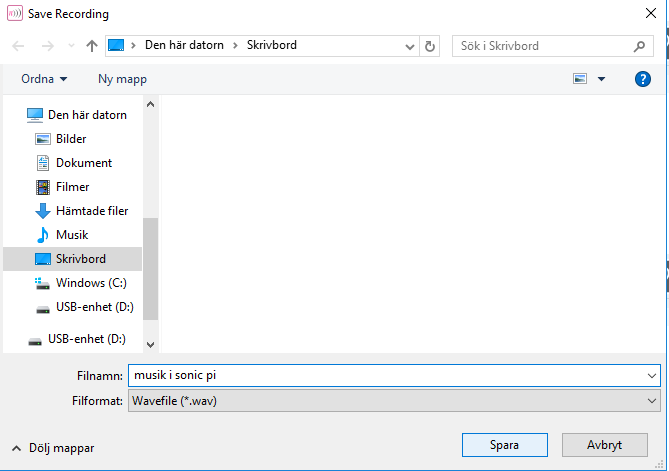 Save Recording
Den här datorn Skrivbord Sök i Skrivbord
Ordna Ny mapp
Den här datorn
Bilder
Dokument
Filmer
Hämtade filer
Musik
Skrivbord
Windows (C:)
USB-enhet (D:)
USB-enhet (D:)
Filnamn: musik i sonic pi
Filformat: Wavefile (*.wav)
Dölj mappar Spara Avbryt